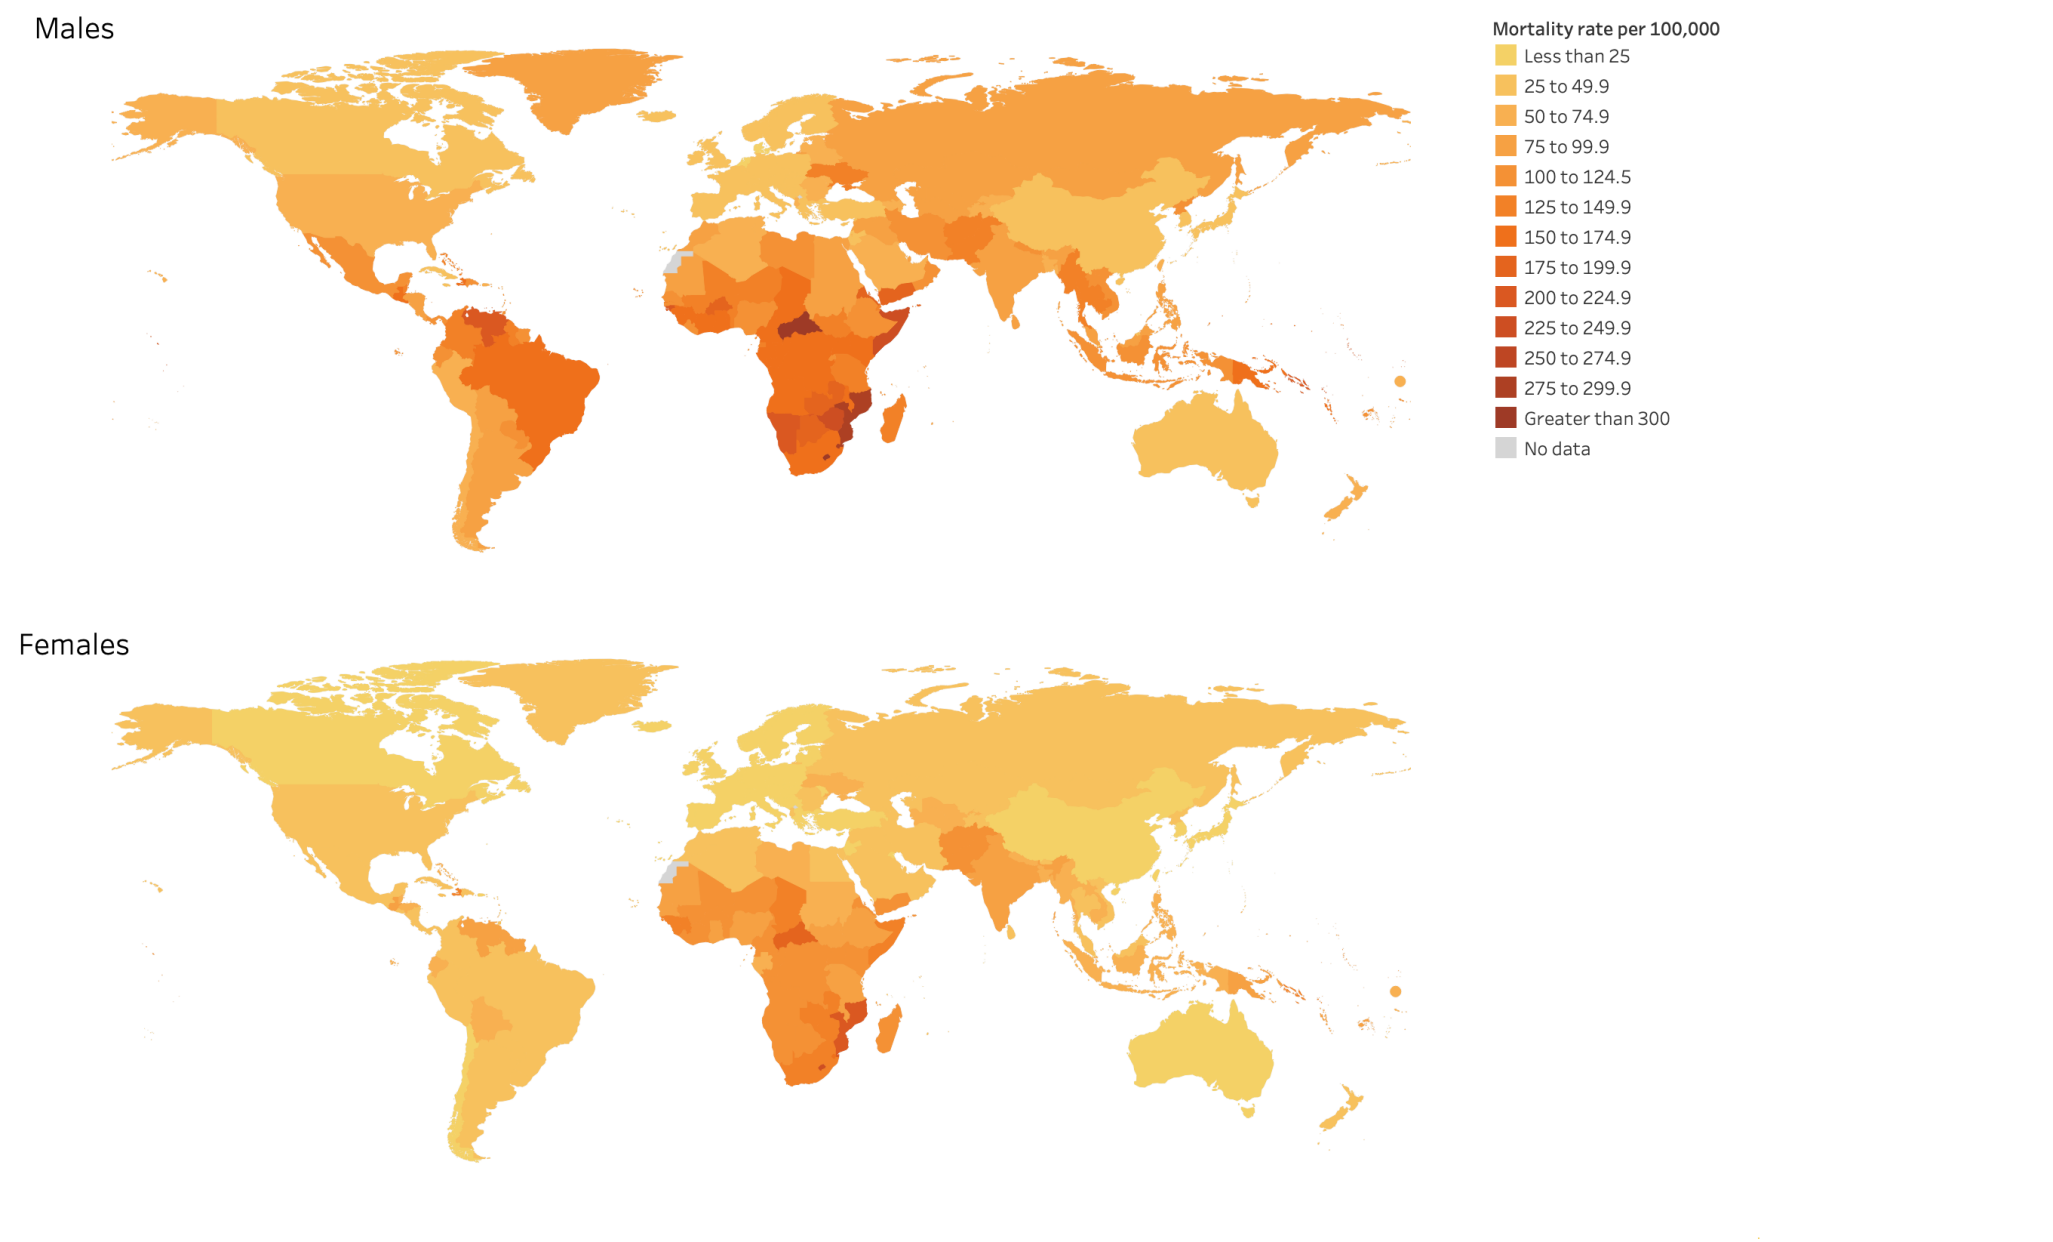 Males
Mortality rate per 100,000
Less than 25
25 to 49.9
50 to 74.9
75 to 99.9
100 to 124.5
125 to 149.9
150 to 174.9
175 to 199.9
200 to 224.9
225 to 249.9
250 to 274.9
275 to 299.9
Greater than 300
No data
Females